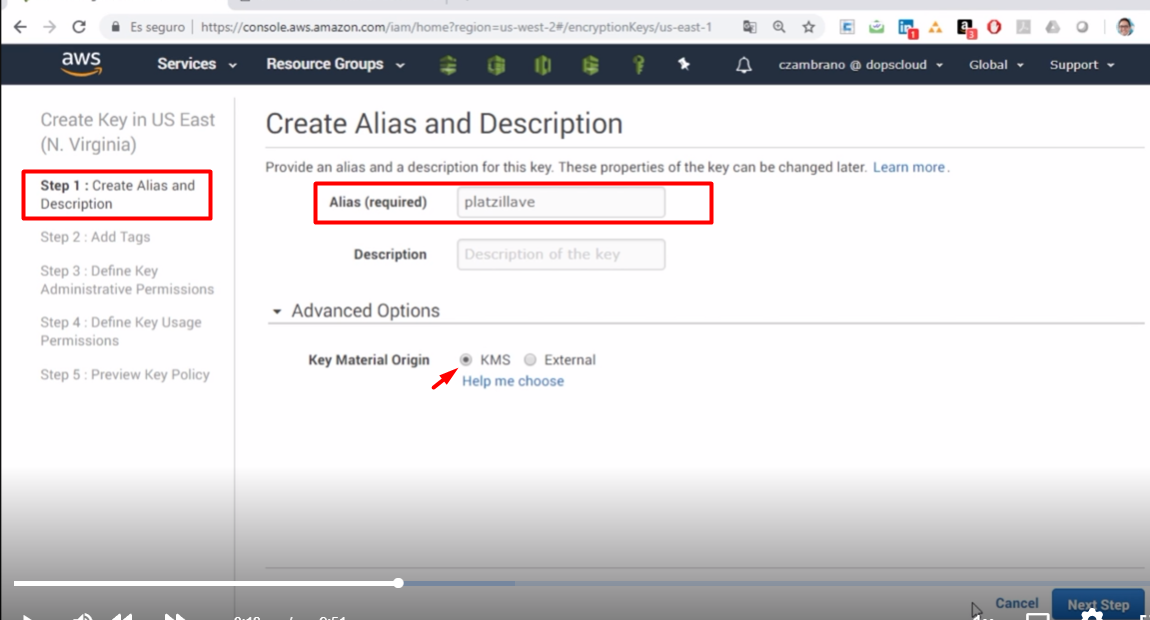 Es seguro | https://console.aws.amazon.com/iam/home?region=us-west-2#/encryptionKeys/us-east-1
1
a
3
aws
Services
Resource Groups
czambrano @ dopscloud
Global
Support
Create Key in US East
(N. Virginia)
Step 1 : Create Alias and
Description
Step 2 : Add Tags
Step 3 : Define Key
Administrative Permissions
Step 4 : Define Key Usage
Permissions
Step 5 : Preview Key Policy
Create Alias and Description
Provide an alias and a description for this key. These properties of the key can be changed later. Learn more.
Alias (required)
platzillave
Description
Description of the key
Advanced Options
Key Material Origin
KMS
External
Help me choose
Cancel
Next Step